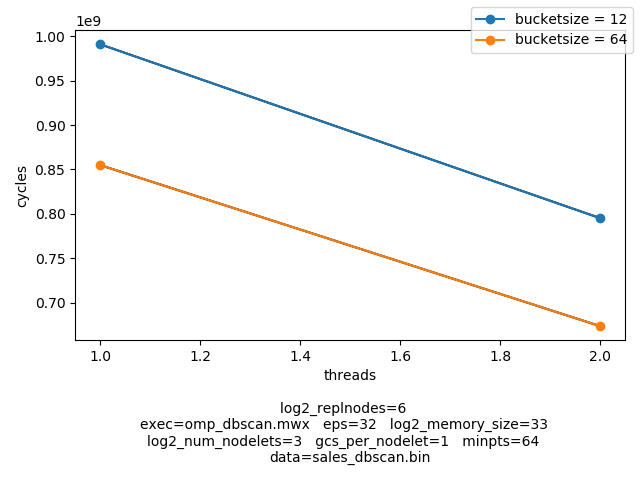 1e9
bucketsize = 12
bucketsize = 64
1.00
0.95
0.90
0.85
0.80
0.75
0.70
cycles
1.0 1.2 1.4 1.6 1.8 2.0
threads
log2_replnodes=6
exec=omp_dbscan.mwx eps=32 log2_memory_size=33
log2_num_nodelets=3 gcs_per_nodelet=1 minpts=64
data=sales_dbscan.bin